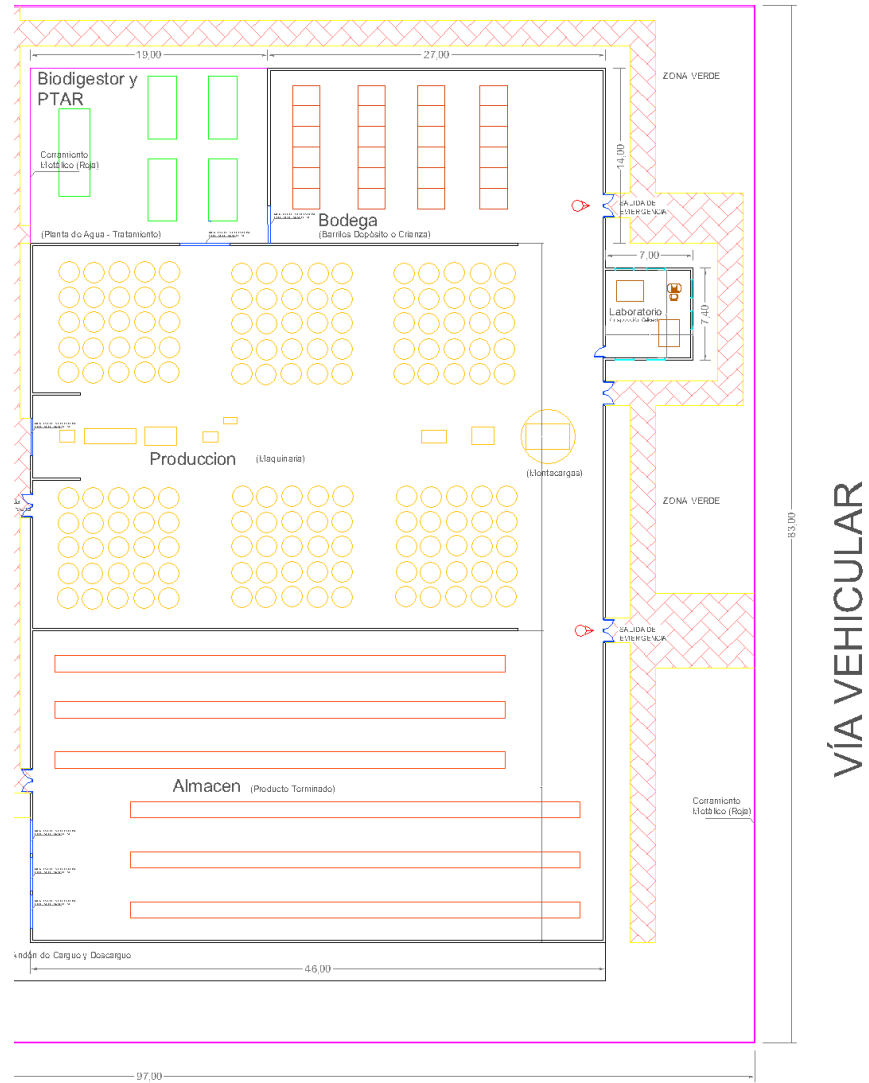 19,00
27,00
Biodigestor y
PTAR
ZONA VERDE
Cerramiento
Metálico (Reja)
14,00
SALIDA DE
EMERGENCIA
Bodega
(Barriles Depósito o Crianza)
(Planta de Agua - Tratamiento)
7,00
Laboratorio
7,40
Produccion
(Maquinaria)
(Montacargas)
ZONA VERDE
83,00
VÍA VEHICULAR
SALIDA DE
EMERGENCIA
Almacen
(Producto Terminado)
Cerramiento
Metálico (Reja)
Andén de Cargue y Descargue
46,00
97,00